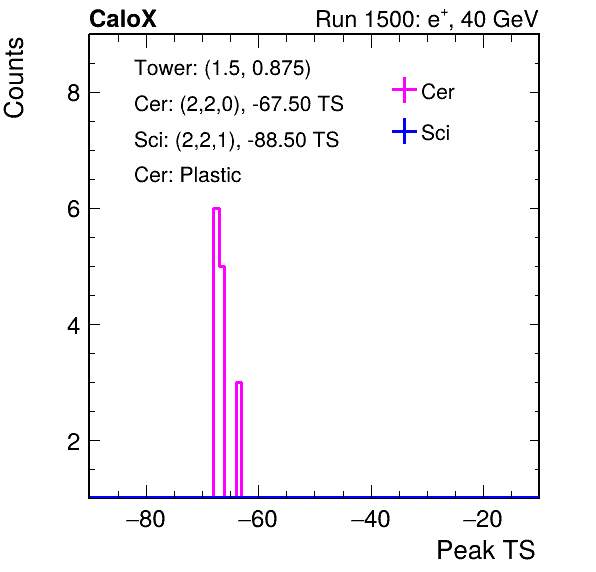 CaloX Run 1500: e⁺, 40 GeV
Counts
Tower: (1.5, 0.875)
Cer: (2,2,0), -67.50 TS
Sci: (2,2,1), -88.50 TS
Cer: Plastic
Cer
Sci
8
6
4
2
−80 −60 −40 −20
Peak TS